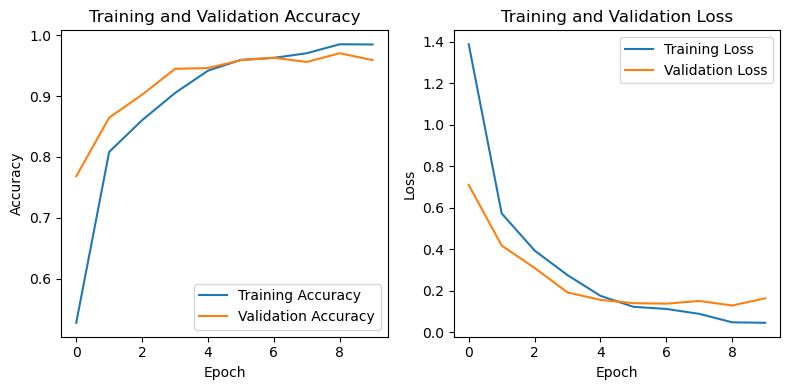 Training and Validation Accuracy
1.0
0.9
0.8
0.7
0.6
Accuracy
0 2 4 6 8
Epoch
Training Accuracy
Validation Accuracy
Training and Validation Loss
1.4
1.2
1.0
0.8
0.6
0.4
0.2
0.0
Loss
0 2 4 6 8
Epoch
Training Loss
Validation Loss